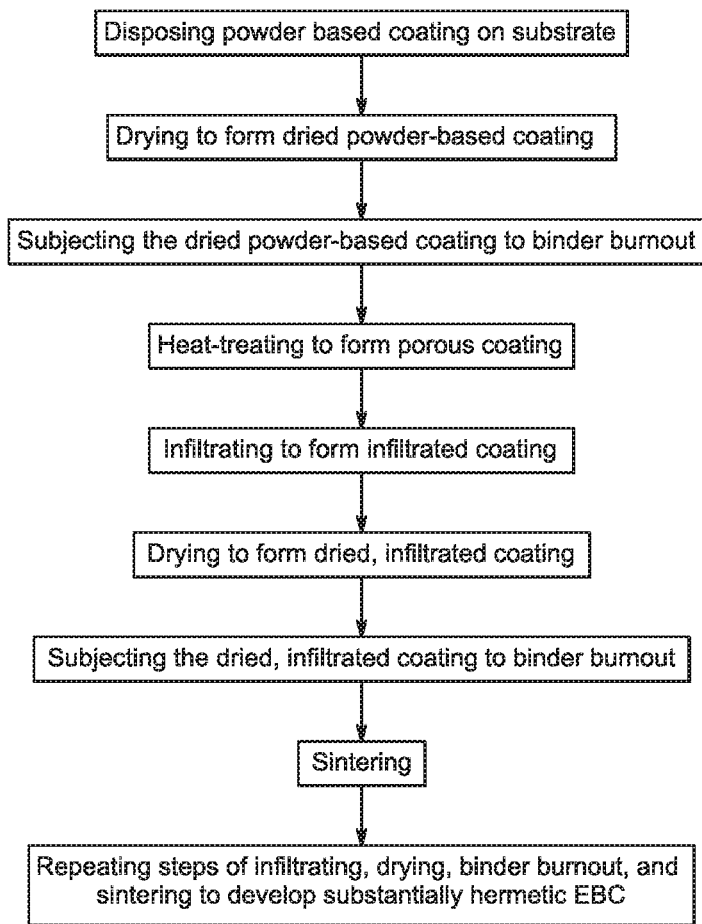 Disposing powder based coating on substrate
Drying to form dried powder-based coating
Subjecting the dried powder-based coating to binder burnout
Heat-treating to form porous coating
Infiltrating to form infiltrated coating
Drying to form dried, infiltrated coating
Subjecting the dried, infiltrated coating to binder burnout
Sintering
Repeating steps of infiltrating, drying, binder burnout, and
sintering to develop substantially hermetic EBC